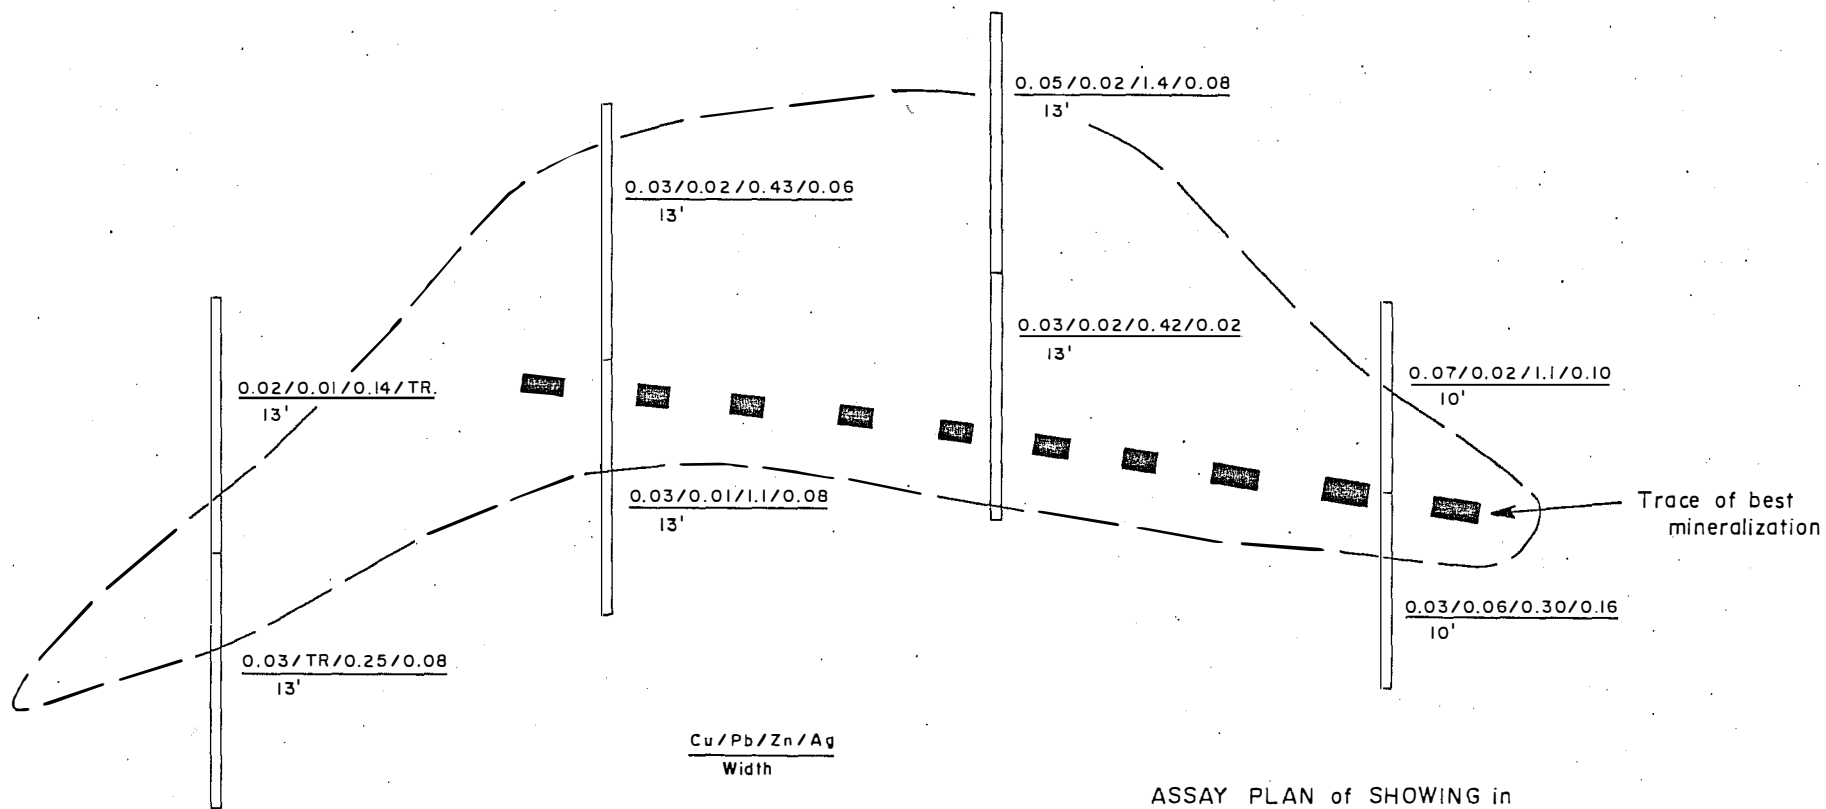 0.05/0.02/1.4/0.08
13'
0.03/0.02/0.43/0.06
13'
0.03/0.02/0.42/0.02
13'
0.02/0.01/0.14/TR.
13'
0.07/0.02/1.1/0.10
10'
0.03/0.01/1.1/0.08
13'
Trace of best
mineralization
0.03/0.06/0.30/0.16
10'
0.03/TR/0.25/0.08
13'
Cu/Pb/Zn/Ag
Width
ASSAY PLAN of SHOWING in